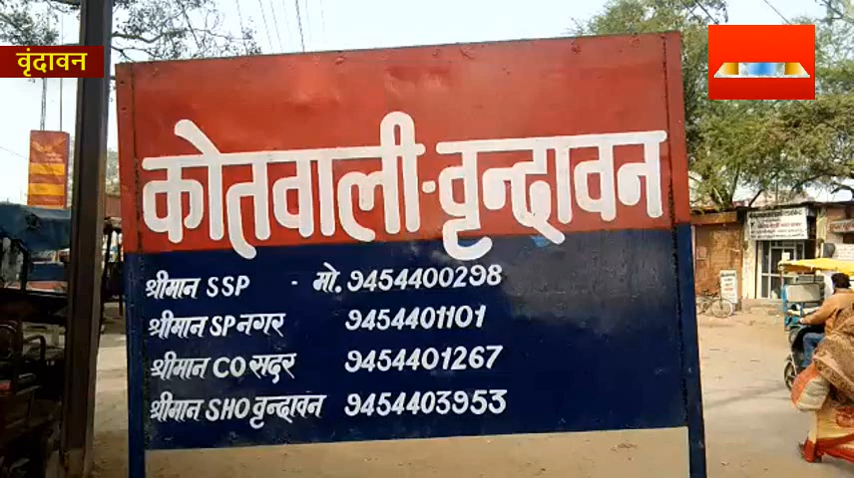 वृंदावन
कोतवाली-वृन्दावन
श्रीमान SSP - मो. 9454400298
श्रीमान SP नगर 9454401101
श्रीमान CO सदर 9454401267
श्रीमान SHO वृन्दावन 9454403953